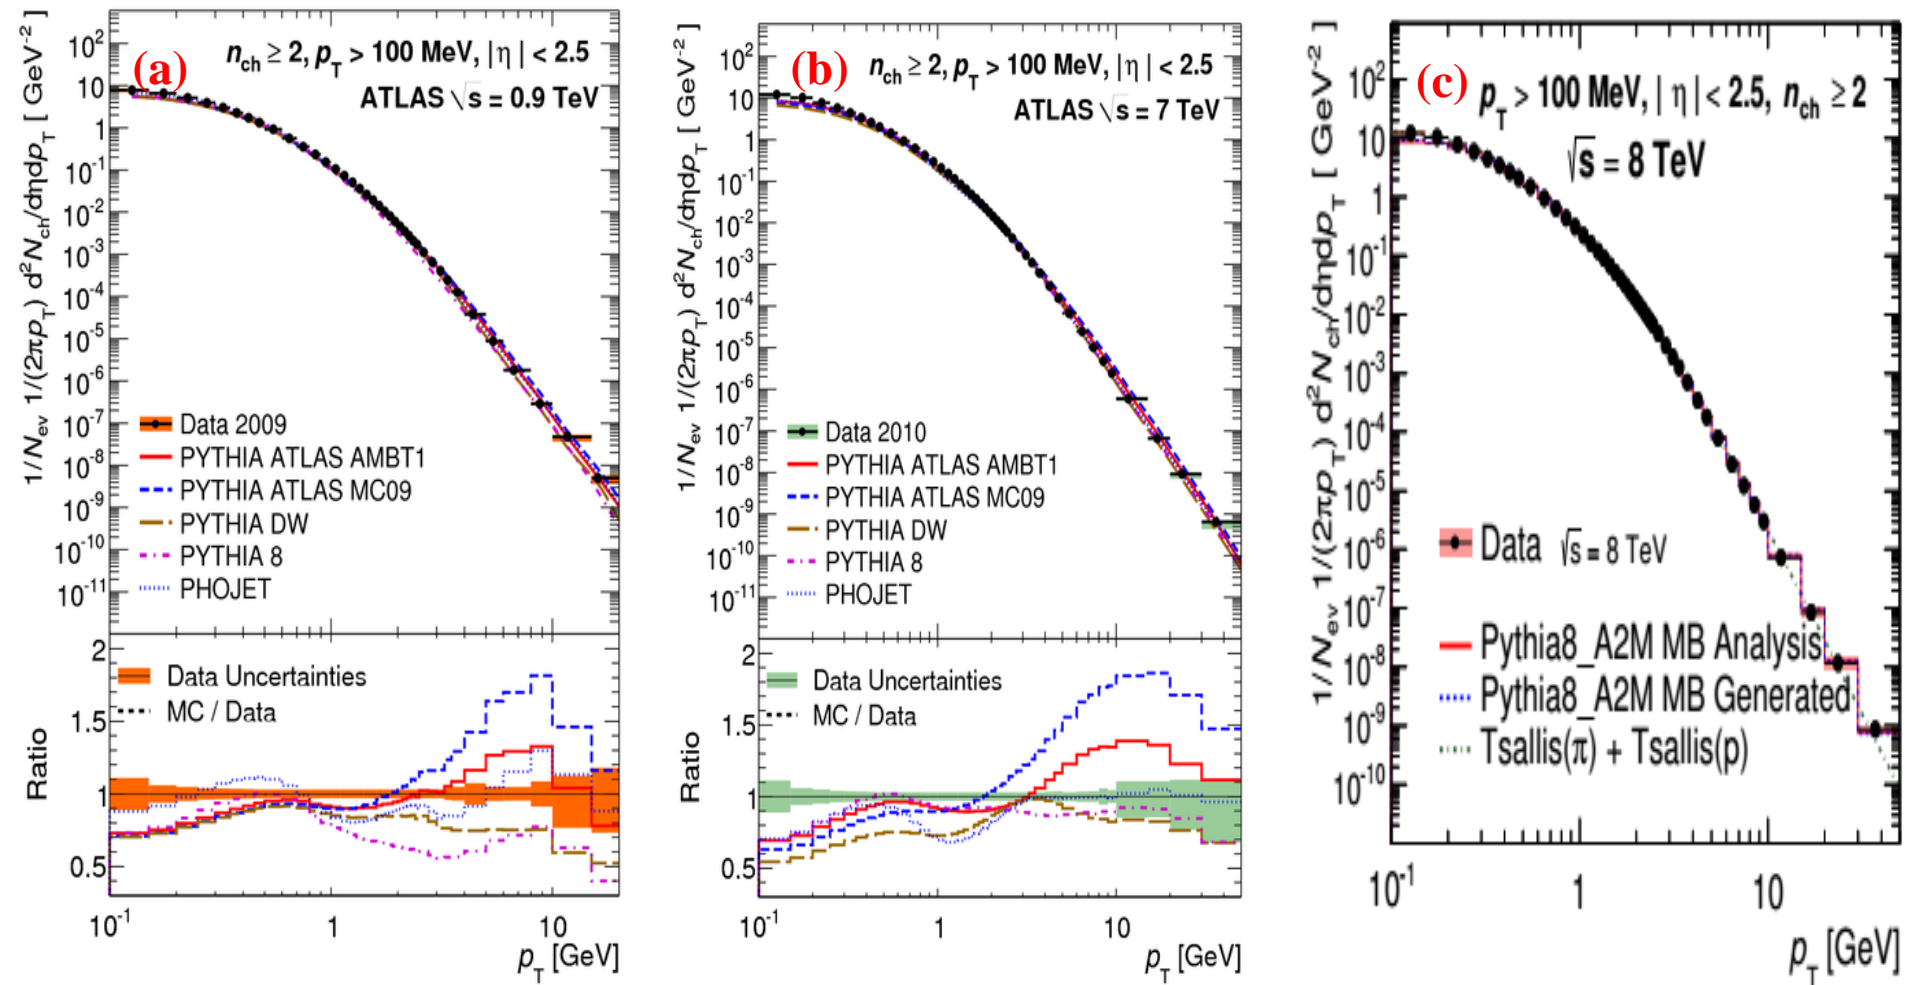 (a)
n_ch ≥ 2, p_T > 100 MeV, | η | < 2.5
ATLAS √s = 0.9 TeV
1/N_ev 1/(2πp_T) d²N_ch/dηdp_T [ GeV⁻² ]
10²
10
1
10⁻¹
10⁻²
10⁻³
10⁻⁴
10⁻⁵
10⁻⁶
10⁻⁷
10⁻⁸
10⁻⁹
10⁻¹⁰
10⁻¹¹
Data 2009
PYTHIA ATLAS AMBT1
PYTHIA ATLAS MC09
PYTHIA DW
PYTHIA 8
PHOJET
Ratio
2
1.5
1
0.5
Data Uncertainties
MC / Data
10⁻¹ 1 10
p_T [GeV]
(b)
n_ch ≥ 2, p_T > 100 MeV, | η | < 2.5
ATLAS √s = 7 TeV
1/N_ev 1/(2πp_T) d²N_ch/dηdp_T [ GeV⁻² ]
10²
10
1
10⁻¹
10⁻²
10⁻³
10⁻⁴
10⁻⁵
10⁻⁶
10⁻⁷
10⁻⁸
10⁻⁹
10⁻¹⁰
10⁻¹¹
Data 2010
PYTHIA ATLAS AMBT1
PYTHIA ATLAS MC09
PYTHIA DW
PYTHIA 8
PHOJET
Ratio
2
1.5
1
0.5
Data Uncertainties
MC / Data
10⁻¹ 1 10
p_T [GeV]
(c)
p_T > 100 MeV, | η | < 2.5, n_ch ≥ 2
√s = 8 TeV
1/N_ev 1/(2πp_T) d²N_ch/dηdp_T [ GeV⁻² ]
10²
10
1
10⁻¹
10⁻²
10⁻³
10⁻⁴
10⁻⁵
10⁻⁶
10⁻⁷
10⁻⁸
10⁻⁹
10⁻¹⁰
Data √s = 8 TeV
Pythia8_A2M MB Analysis
Pythia8_A2M MB Generated
Tsallis(π) + Tsallis(p)
10⁻¹ 1 10
p_T [GeV]